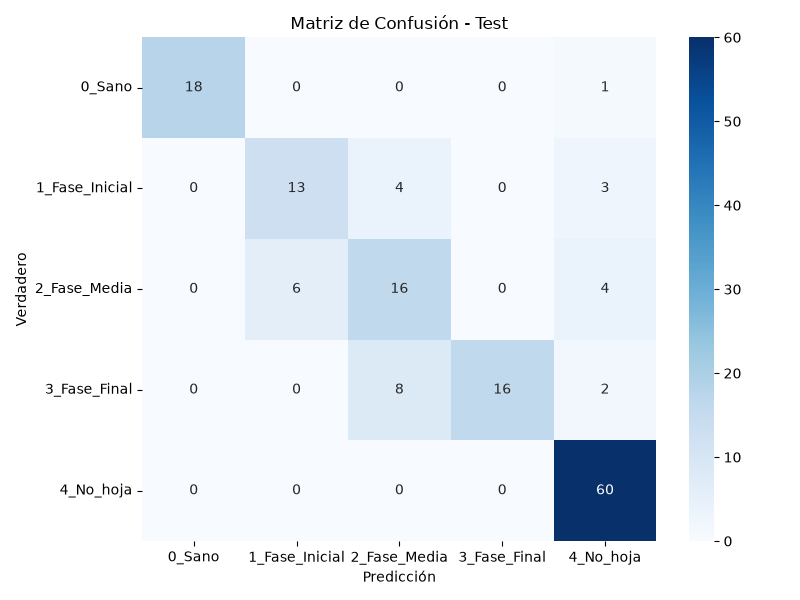 Matriz de Confusión - Test
Verdadero
0_Sano 18 0 0 0 1
1_Fase_Inicial 0 13 4 0 3
2_Fase_Media 0 6 16 0 4
3_Fase_Final 0 0 8 16 2
4_No_hoja 0 0 0 0 60
0_Sano 1_Fase_Inicial 2_Fase_Media 3_Fase_Final 4_No_hoja
Predicción
60
50
40
30
20
10
0